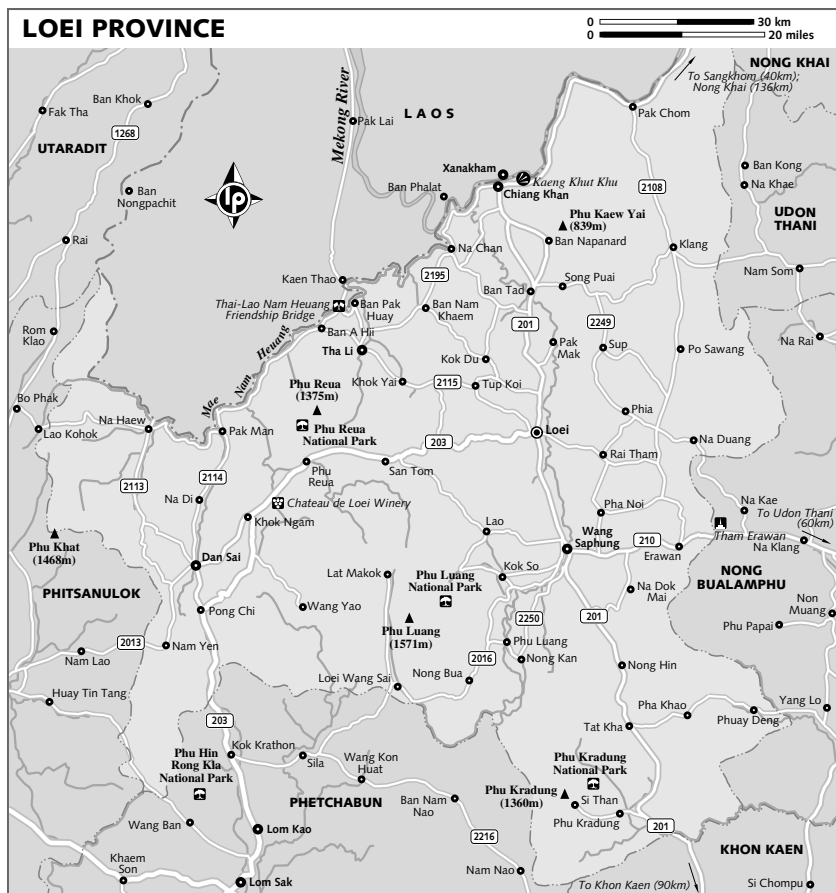 LOEI PROVINCE
0 30 km
0 20 miles
NONG KHAI
To Sangkhom (40km);
Nong Khai (136km)
Ban Khok
Fak Tha
Mekong River
LAOS
Pak Lai
Pak Chom
1268
UTARADIT
Xanakham
Kaeng Khut Khu
Chiang Khan
Ban Phalat
2108
Ban Kong
Na Khae
Ban
Nongpachit
lp
Phu Kaew Yai
(839m)
UDON
THANI
Rai
Na Chan
Ban Napanard
Klang
Nam Som
Kaen Thao
2195
Song Puai
Ban Tad
Thai-Lao Nam Heuang
Friendship Bridge
Ban Pak
Huay
Ban Nam
Khaem
201
2249
Rom
Klao
Ban A Hii
Na Rai
Tha Li
Pak
Mak
Sup
Po Sawang
Mae Nam Heuang
Kok Du
Phu Reua
(1375m)
Khok Yai
2115
Tup Koi
Bo Phak
Na Haew
Phia
Lao Kohok
Pak Man
Phu Reua
National Park
203
Loei
Na Duang
Phu
Reua
San Tom
Rai Tham
2113
2114
Na Di
Chateau de Loei Winery
Khok Ngam
Pha Noi
Na Kae
To Udon Thani
(60km)
Lao
Tham Erawan
Phu Khat
(1468m)
Wang
Saphung
210
Erawan
Na Klang
Dan Sai
Lat Makok
Phu Luang
National Park
Kok So
NONG
BUALAMPHU
PHITSANULOK
Na Dok
Mai
Non
Muang
Pong Chi
Wang Yao
Phu Luang
(1571m)
2250
201
Phu Papai
2013
Nam Yen
Nam Lao
Phu Luang
2016
Nong Kan
Nong Hin
Huay Tin Tang
Loei Wang Sai
Nong Bua
Pha Khao
Yang Lo
Phuay Deng
203
Tat Kha
Phu Hin
Rong Kla
National Park
Kok Krathon
Sila
Wang Kon
Huat
Phu Kradung
National Park
PHETCHABUN
Ban Nam
Nao
Phu Kradung
(1360m)
Si Than
Phu Kradung
Wang Ban
Lom Kao
201
2216
KHON KAEN
Khaem
Son
Lom Sak
Nam Nao
To Khon Kaen (90km)
Si Chompu